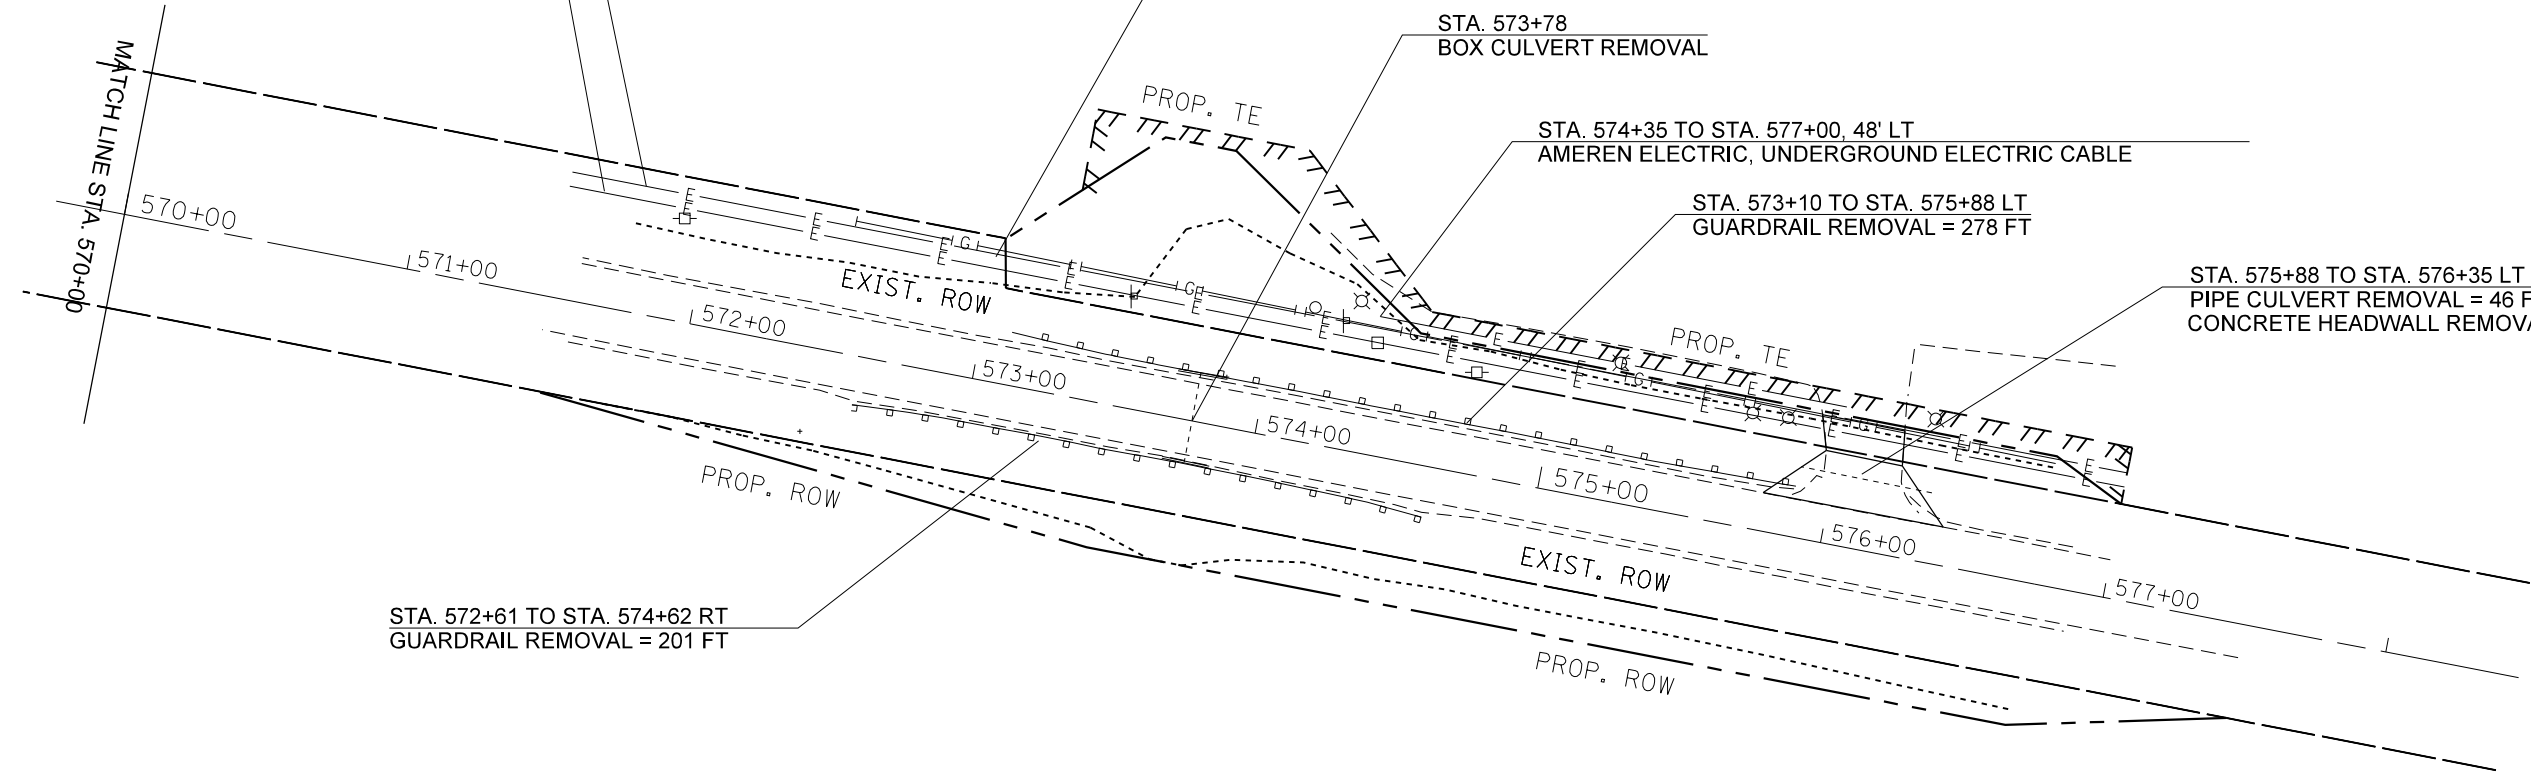 STA. 573+78
BOX CULVERT REMOVAL
MATCH LINE STA. 570+00
PROP. TE
STA. 574+35 TO STA. 577+00, 48' LT
AMEREN ELECTRIC, UNDERGROUND ELECTRIC CABLE
STA. 573+10 TO STA. 575+88 LT
GUARDRAIL REMOVAL = 278 FT
STA. 575+88 TO STA. 576+35 LT
PIPE CULVERT REMOVAL = 46 F
CONCRETE HEADWALL REMOVA
570+00
571+00
EXIST. ROW
572+00
573+00
PROP. TE
574+00
575+00
576+00
577+00
PROP. ROW
EXIST. ROW
STA. 572+61 TO STA. 574+62 RT
GUARDRAIL REMOVAL = 201 FT
PROP. ROW
E
E
E
E
E
G
E
E
E
G
E
E
E
G
E
E
E
E
G
E
E
E
G
E
E
E
E